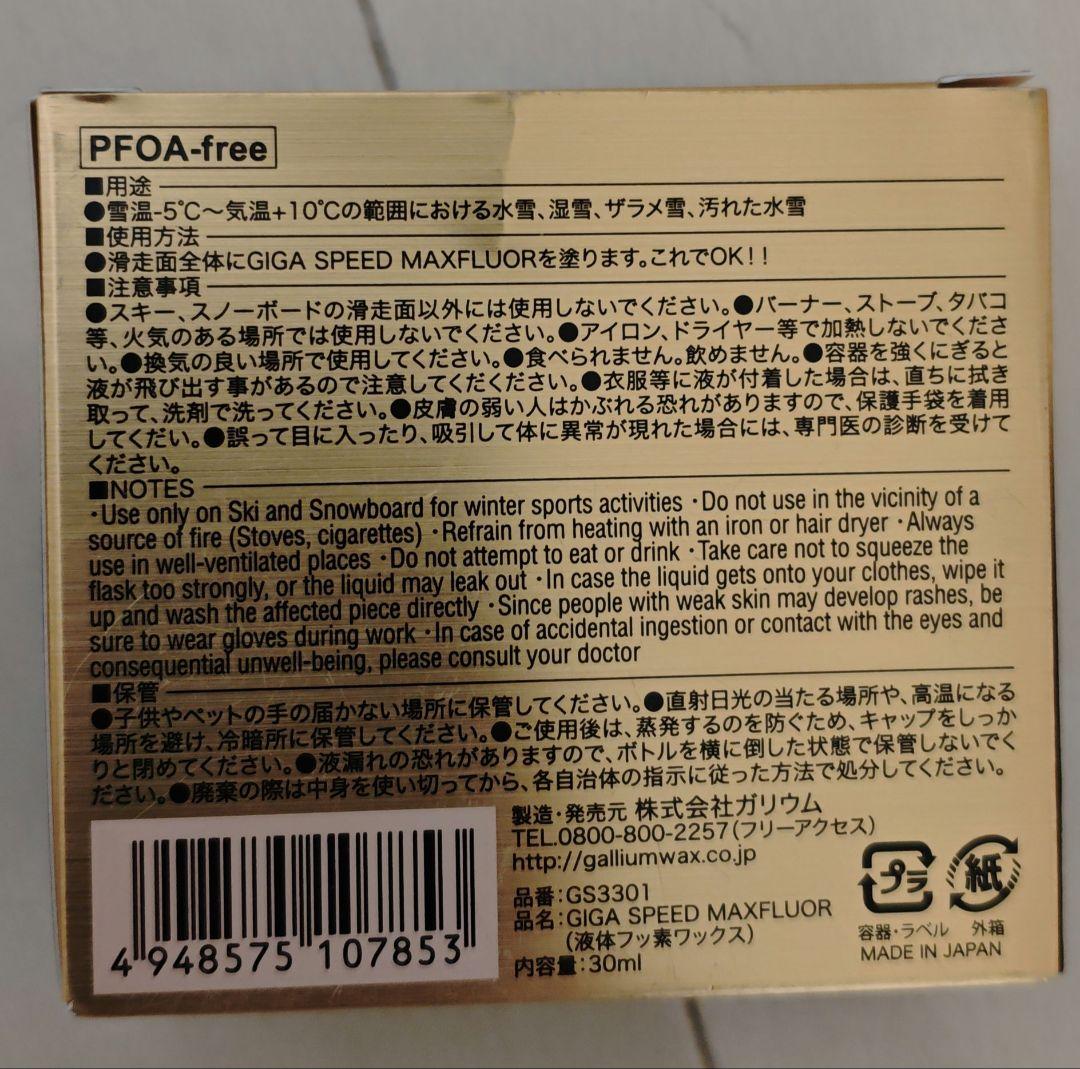 PFOA-free
■用途
●雪温-5℃～気温+10℃の範囲における水雪、湿雪、ザラメ雪、汚れた水雪
■使用方法
●滑走面全体にGIGA SPEED MAXFLUORを塗ります。これでOK！！
■注意事項
●スキー、スノーボードの滑走面以外には使用しないでください。●バーナー、ストーブ、タバコ
等、火気のある場所では使用しないでください。●アイロン、ドライヤー等で加熱しないでくださ
い。●換気の良い場所で使用してください。●食べられません。飲めません。●容器を強くにぎると
液が飛び出す事があるので注意してくだください。●衣服等に液が付着した場合は、直ちに拭き
取って、洗剤で洗ってください。●皮膚の弱い人はかぶれる恐れがありますので、保護手袋を着用
してくだい。●誤って目に入ったり、吸引して体に異常が現れた場合には、専門医の診断を受けて
ください。
■NOTES
・Use only on Ski and Snowboard for winter sports activities ・Do not use in the vicinity of a
source of fire (Stoves, cigarettes) ・Refrain from heating with an iron or hair dryer ・Always
use in well-ventilated places ・Do not attempt to eat or drink ・Take care not to squeeze the
flask too strongly, or the liquid may leak out ・In case the liquid gets onto your clothes, wipe it
up and wash the affected piece directly ・Since people with weak skin may develop rashes, be
sure to wear gloves during work ・In case of accidental ingestion or contact with the eyes and
consequential unwell-being, please consult your doctor
■保管
●子供やペットの手の届かない場所に保管してください。●直射日光の当たる場所や、高温になる
場所を避け、冷暗所に保管してください。●ご使用後は、蒸発するのを防ぐため、キャップをしっか
りと閉めてください。●液漏れの恐れがありますので、ボトルを横に倒した状態で保管しないでく
ださい。●廃棄の際は中身を使い切ってから、各自治体の指示に従った方法で処分してください。
製造・発売元 株式会社ガリウム
TEL.0800-800-2257（フリーアクセス）
http://galliumwax.co.jp
品番：GS3301
品名：GIGA SPEED MAXFLUOR
（液体フッ素ワックス）
内容量：30ml
プラ 紙
容器・ラベル 外箱
MADE IN JAPAN
4 948575 107853